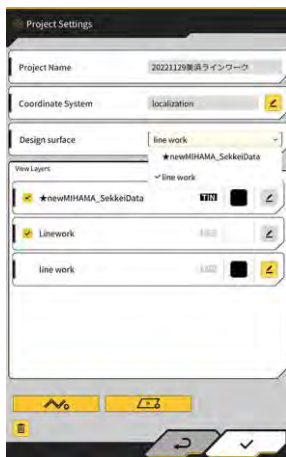 Project Settings
Project Name 20221129美浜ラインワーク
Coordinate System localization
Design surface line work
★newMIHAMA_SekkeiData
✓line work
View Layers
★newMIHAMA_SekkeiData TIN
Linework
line work